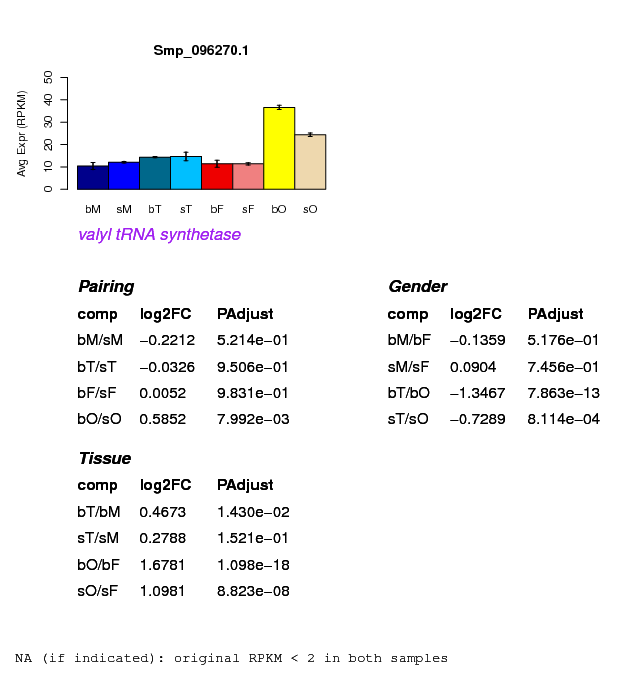 Smp_096270.1
Avg Expr (RPKM)
50
40
30
20
10
0
bM sM bT sT bF sF bO sO
valyl tRNA synthetase
Pairing
comp log2FC PAdjust
bM/sM −0.2212 5.214e−01
bT/sT −0.0326 9.506e−01
bF/sF 0.0052 9.831e−01
bO/sO 0.5852 7.992e−03
Gender
comp log2FC PAdjust
bM/bF −0.1359 5.176e−01
sM/sF 0.0904 7.456e−01
bT/bO −1.3467 7.863e−13
sT/sO −0.7289 8.114e−04
Tissue
comp log2FC PAdjust
bT/bM 0.4673 1.430e−02
sT/sM 0.2788 1.521e−01
bO/bF 1.6781 1.098e−18
sO/sF 1.0981 8.823e−08
NA (if indicated): original RPKM < 2 in both samples